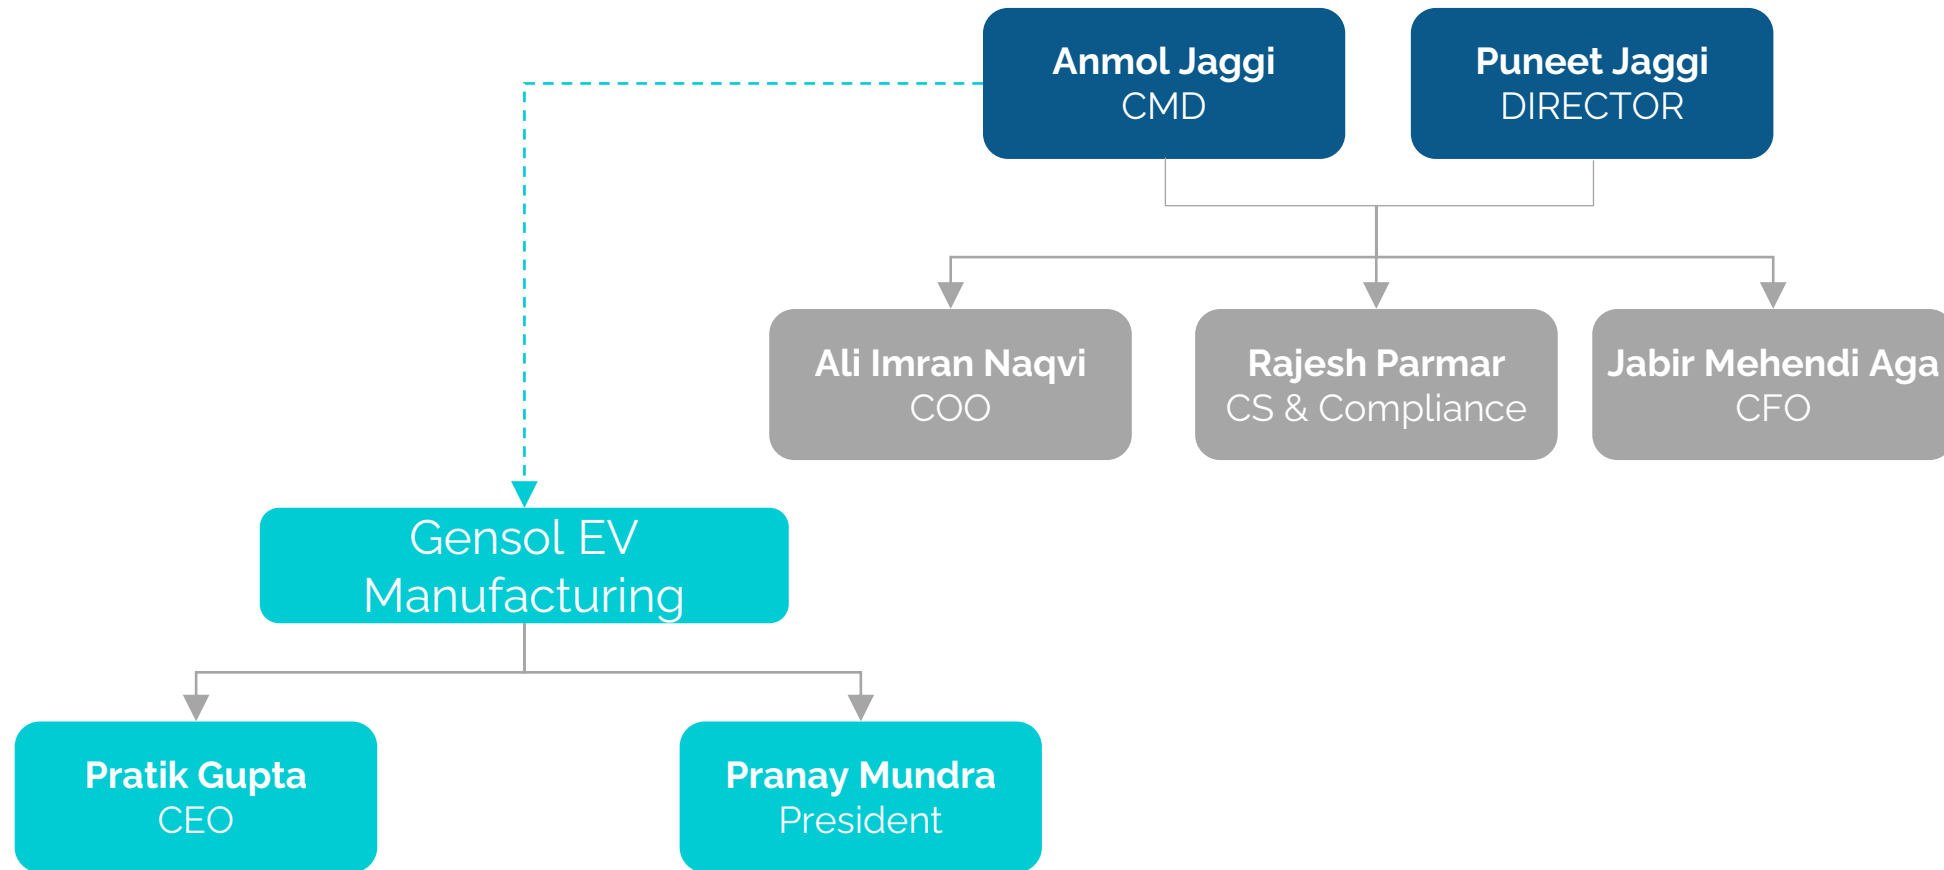 Anmol Jaggi
CMD
Puneet Jaggi
DIRECTOR
Ali Imran Naqvi
COO
Rajesh Parmar
CS & Compliance
Jabir Mehendi Aga
CFO
Gensol EV
Manufacturing
Pratik Gupta
CEO
Pranay Mundra
President